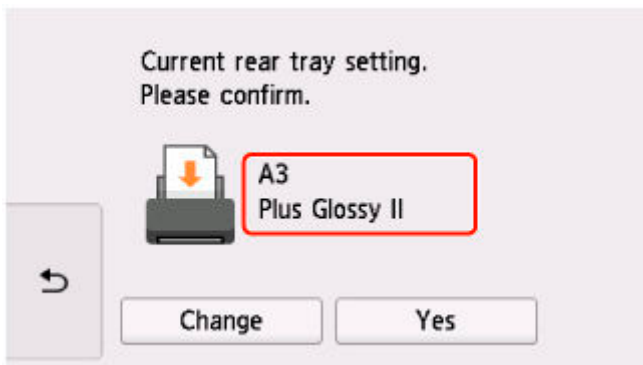 Current rear tray setting.
Please confirm.
A3
Plus Glossy II
Change
Yes